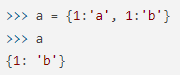 >>> a = {1:'a', 1:'b'}
>>> a
{1: 'b'}